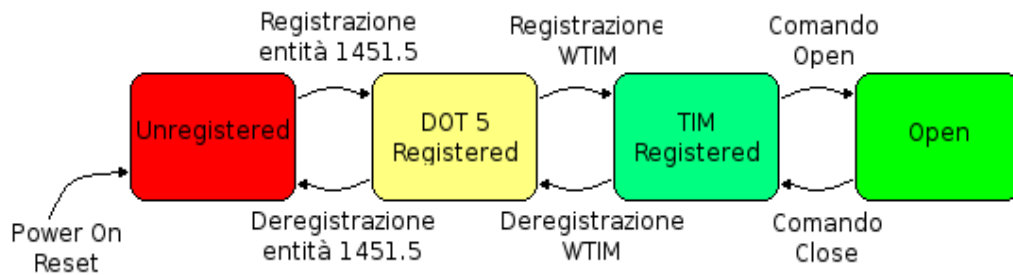 Registrazione
entità 1451.5
Registrazione
WTIM
Comando
Open
Unregistered
DOT 5
Registered
TIM
Registered
Open
Power On
Reset
Deregistrazione
entità 1451.5
Deregistrazione
WTIM
Comando
Close